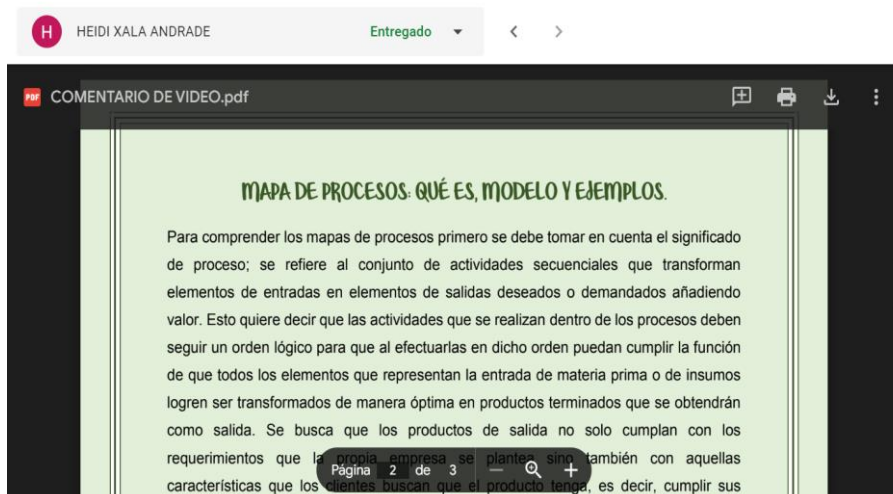 H HEIDI XALA ANDRADE Entregado
PDF COMENTARIO DE VIDEO.pdf
MAPA DE PROCESOS: QUÉ ES, MODELO Y EJEMPLOS.
Para comprender los mapas de procesos primero se debe tomar en cuenta el significado
de proceso; se refiere al conjunto de actividades secuenciales que transforman
elementos de entradas en elementos de salidas deseados o demandados añadiendo
valor. Esto quiere decir que las actividades que se realizan dentro de los procesos deben
seguir un orden lógico para que al efectuarlas en dicho orden puedan cumplir la función
de que todos los elementos que representan la entrada de materia prima o de insumos
logren ser transformados de manera óptima en productos terminados que se obtendrán
como salida. Se busca que los productos de salida no solo cumplan con los
requerimientos que la propia empresa se plantea sino también con aquellas
características que los clientes buscan que el producto tenga, es decir, cumplir sus
Página 2 de 3